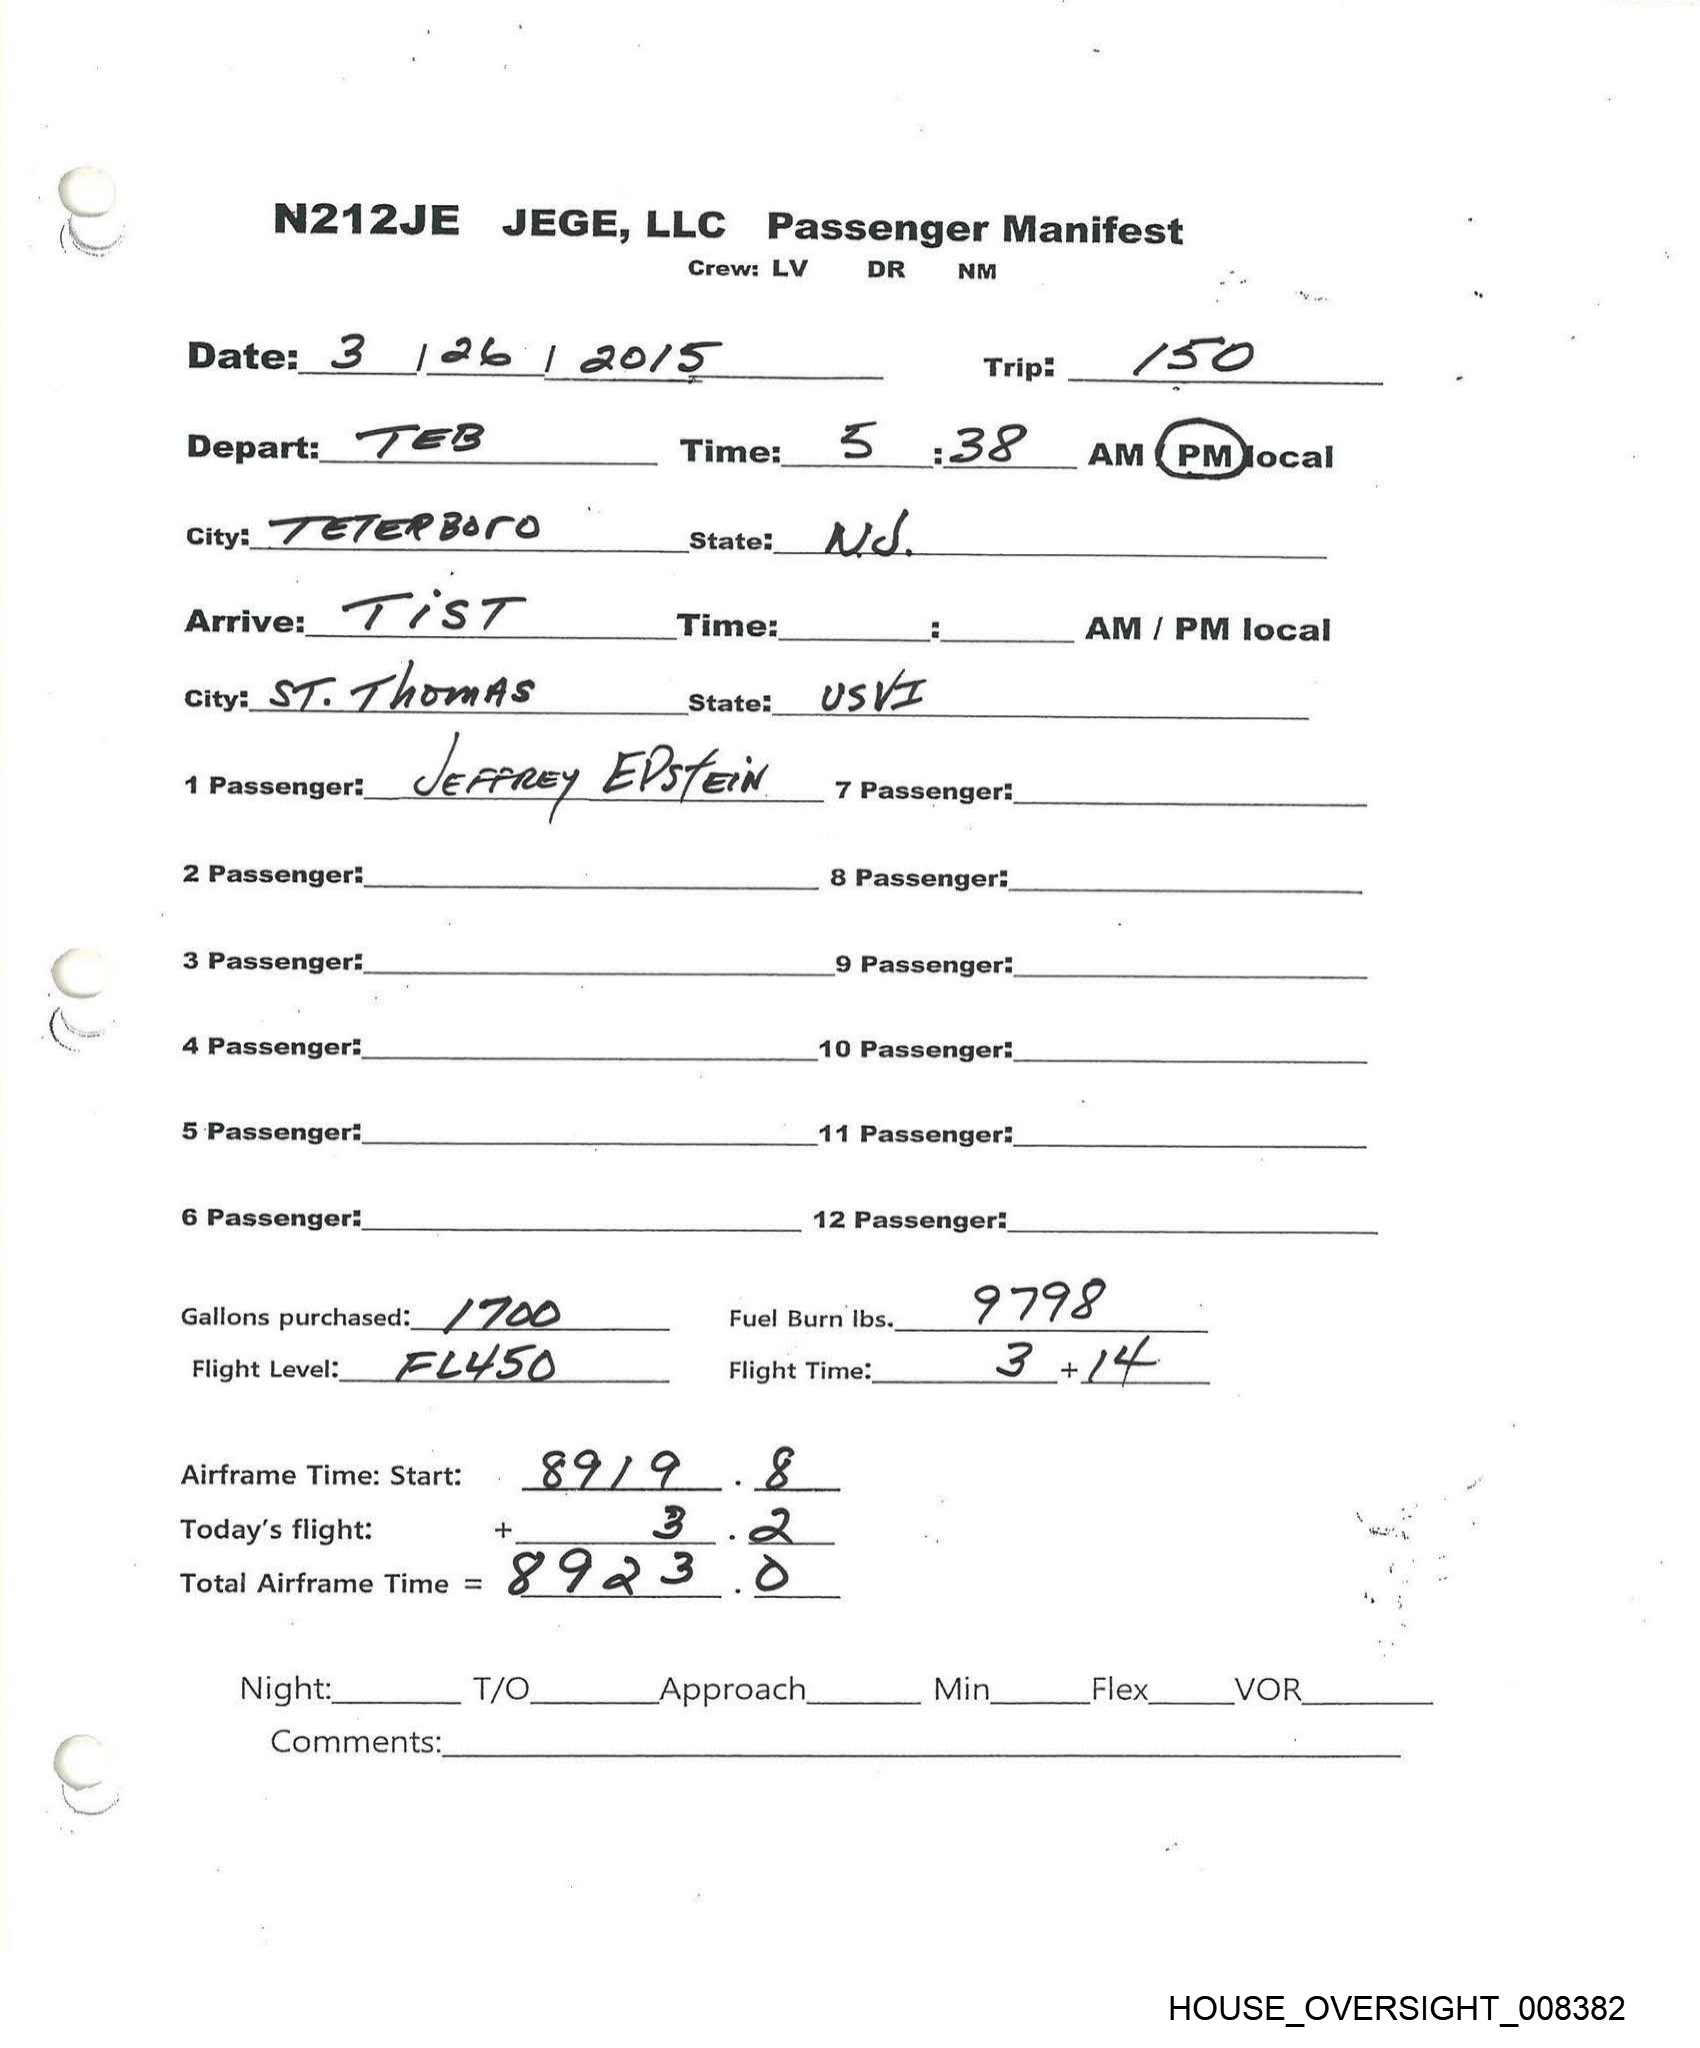 N212JE JEGE, LLC Passenger Manifest
Crew: LV DR NM
Date: 3 / 26 / 2015 Trip: 150
Depart: TEB Time: 5 : 38 AM / PM local
City: TETERBORO State: N.J.
Arrive: TiST Time: : AM / PM local
City: ST. ThomAS State: USVI
1 Passenger: JEFFREY EPstEiN 7 Passenger:
2 Passenger: 8 Passenger:
3 Passenger: 9 Passenger:
4 Passenger: 10 Passenger:
5 Passenger: 11 Passenger:
6 Passenger: 12 Passenger:
Gallons purchased: 1700 Fuel Burn lbs. 9798
Flight Level: FL450 Flight Time: 3 + 14
Airframe Time: Start: 8919 . 8
Today's flight: + 3 . 2
Total Airframe Time = 8923 . 0
Night: T/O Approach Min Flex VOR
Comments:
HOUSE_OVERSIGHT_008382